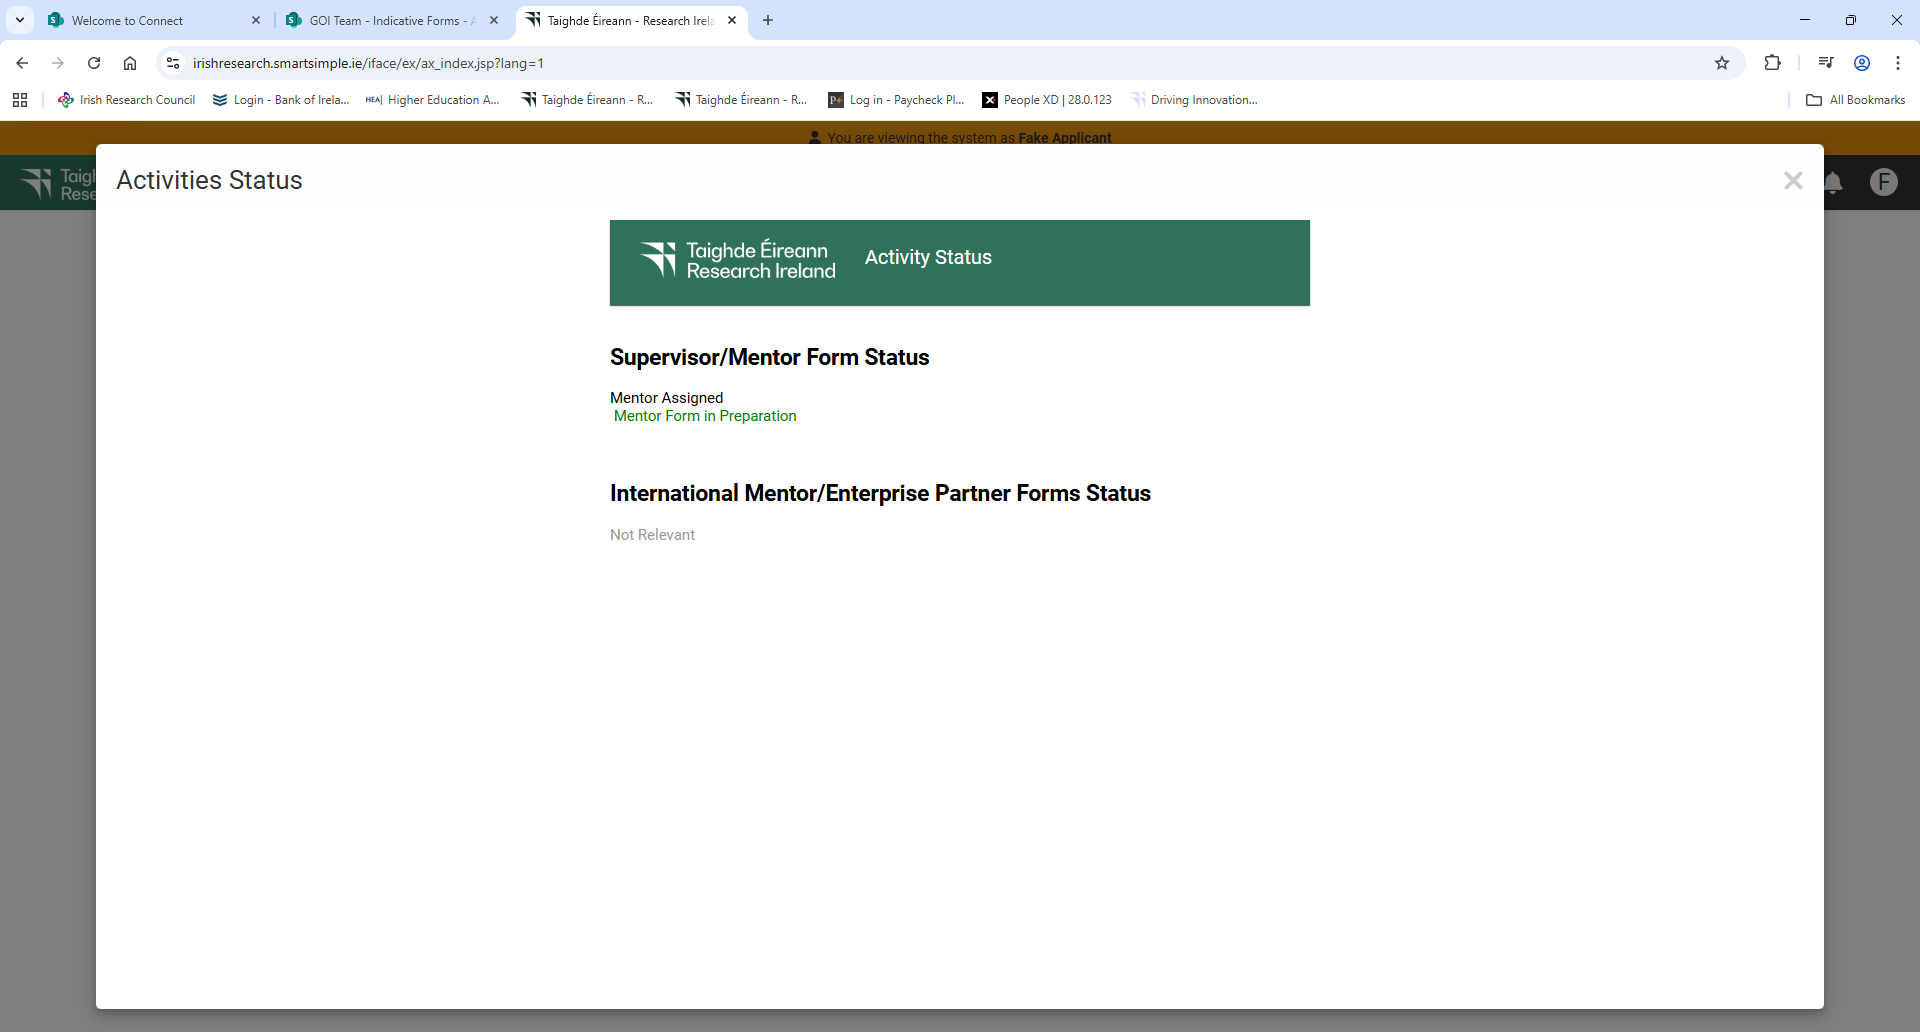 Welcome to Connect
GOI Team - Indicative Forms -
Taighde Éireann - Research Irela
irishresearch.smartsimple.ie/iface/ex/ax_index.jsp?lang=1
Irish Research Council
Login - Bank of Irela...
HEA| Higher Education A...
Taighde Éireann - R...
Taighde Éireann - R...
P+ Log in - Paycheck Pl...
People XD | 28.0.123
Driving Innovation...
All Bookmarks
You are viewing the system as Fake Applicant
Taigh
Rese
F
Activities Status
Taighde Éireann
Research Ireland
Activity Status
Supervisor/Mentor Form Status
Mentor Assigned
Mentor Form in Preparation
International Mentor/Enterprise Partner Forms Status
Not Relevant